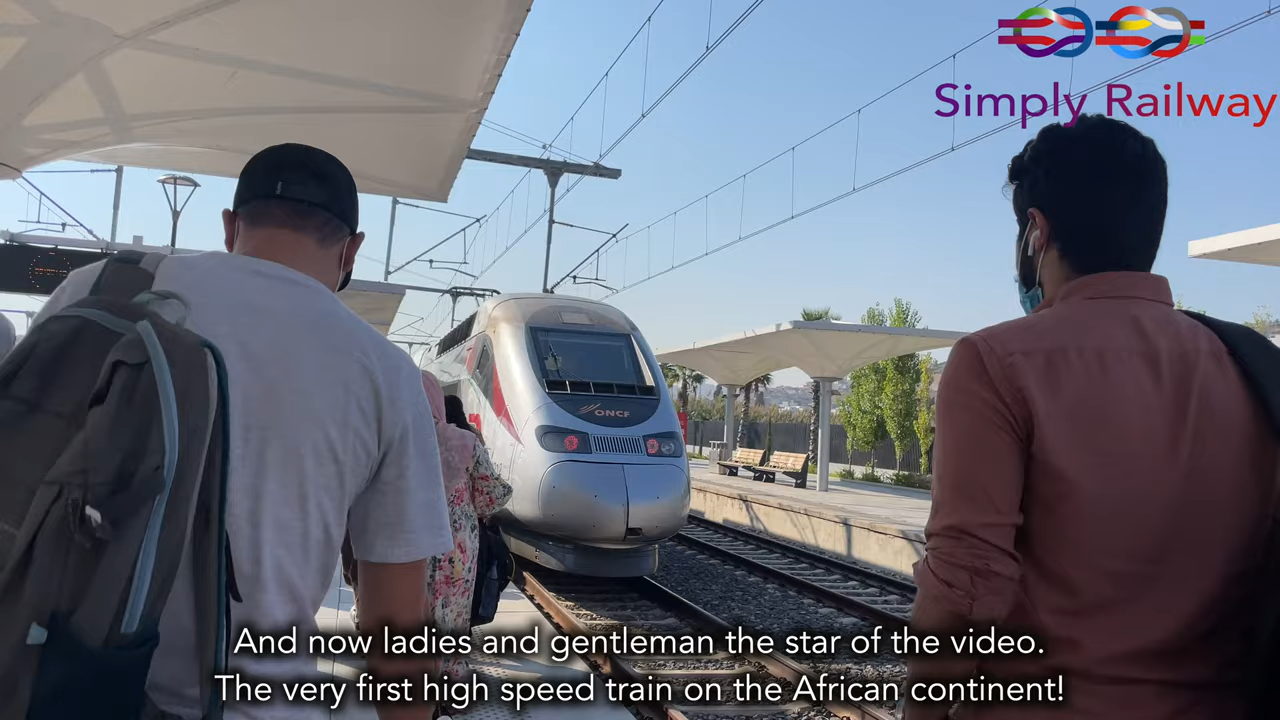 Simply Railway
ONCF
And now ladies and gentleman the star of the video.
The very first high speed train on the African continent!